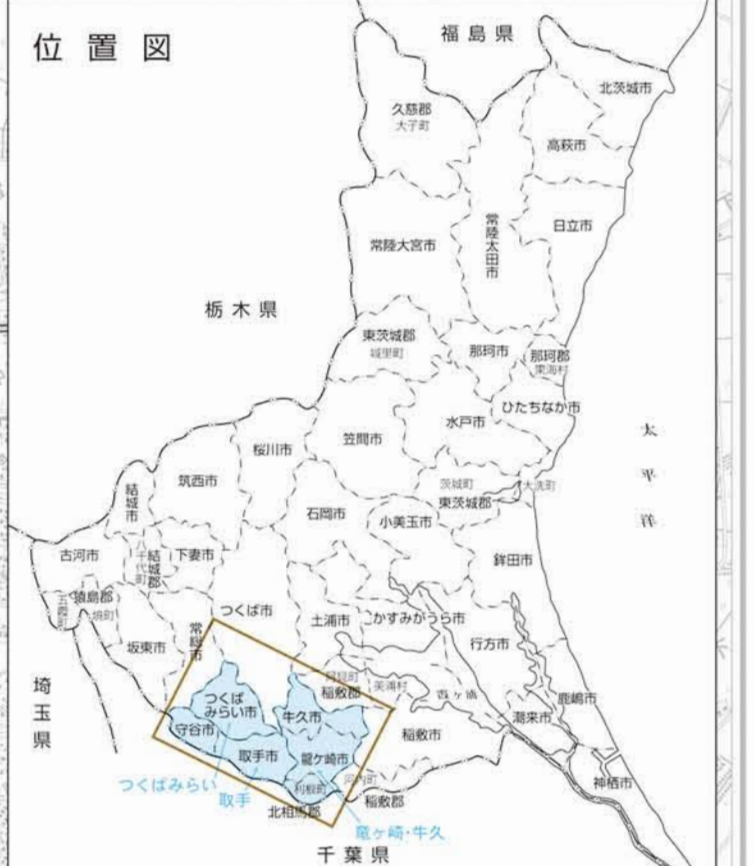 位置図
福島県
北茨城市
久慈郡
大子町
高萩市
日立市
常陸大宮市
常陸太田市
栃木県
東茨城郡
城里町
那珂市
那珂郡
東海村
ひたちなか市
水戸市
笠間市
桜川市
太平洋
筑西市
茨城町
東茨城郡
大洗町
結城市
石岡市
小美玉市
古河市
八千代町
結城郡
下妻市
鉾田市
五霞町
猿島郡
境町
つくば市
土浦市
かすみがうら市
坂東市
常総市
行方市
埼玉県
阿見町
稲敷郡
美浦村
霞ヶ浦
鹿嶋市
潮来市
つくば
みらい市
牛久市
守谷市
稲敷市
取手市
龍ケ崎市
神栖市
河内町
利根町
つくばみらい
取手
稲敷郡
北相馬郡
竜ヶ崎・牛久
千葉県